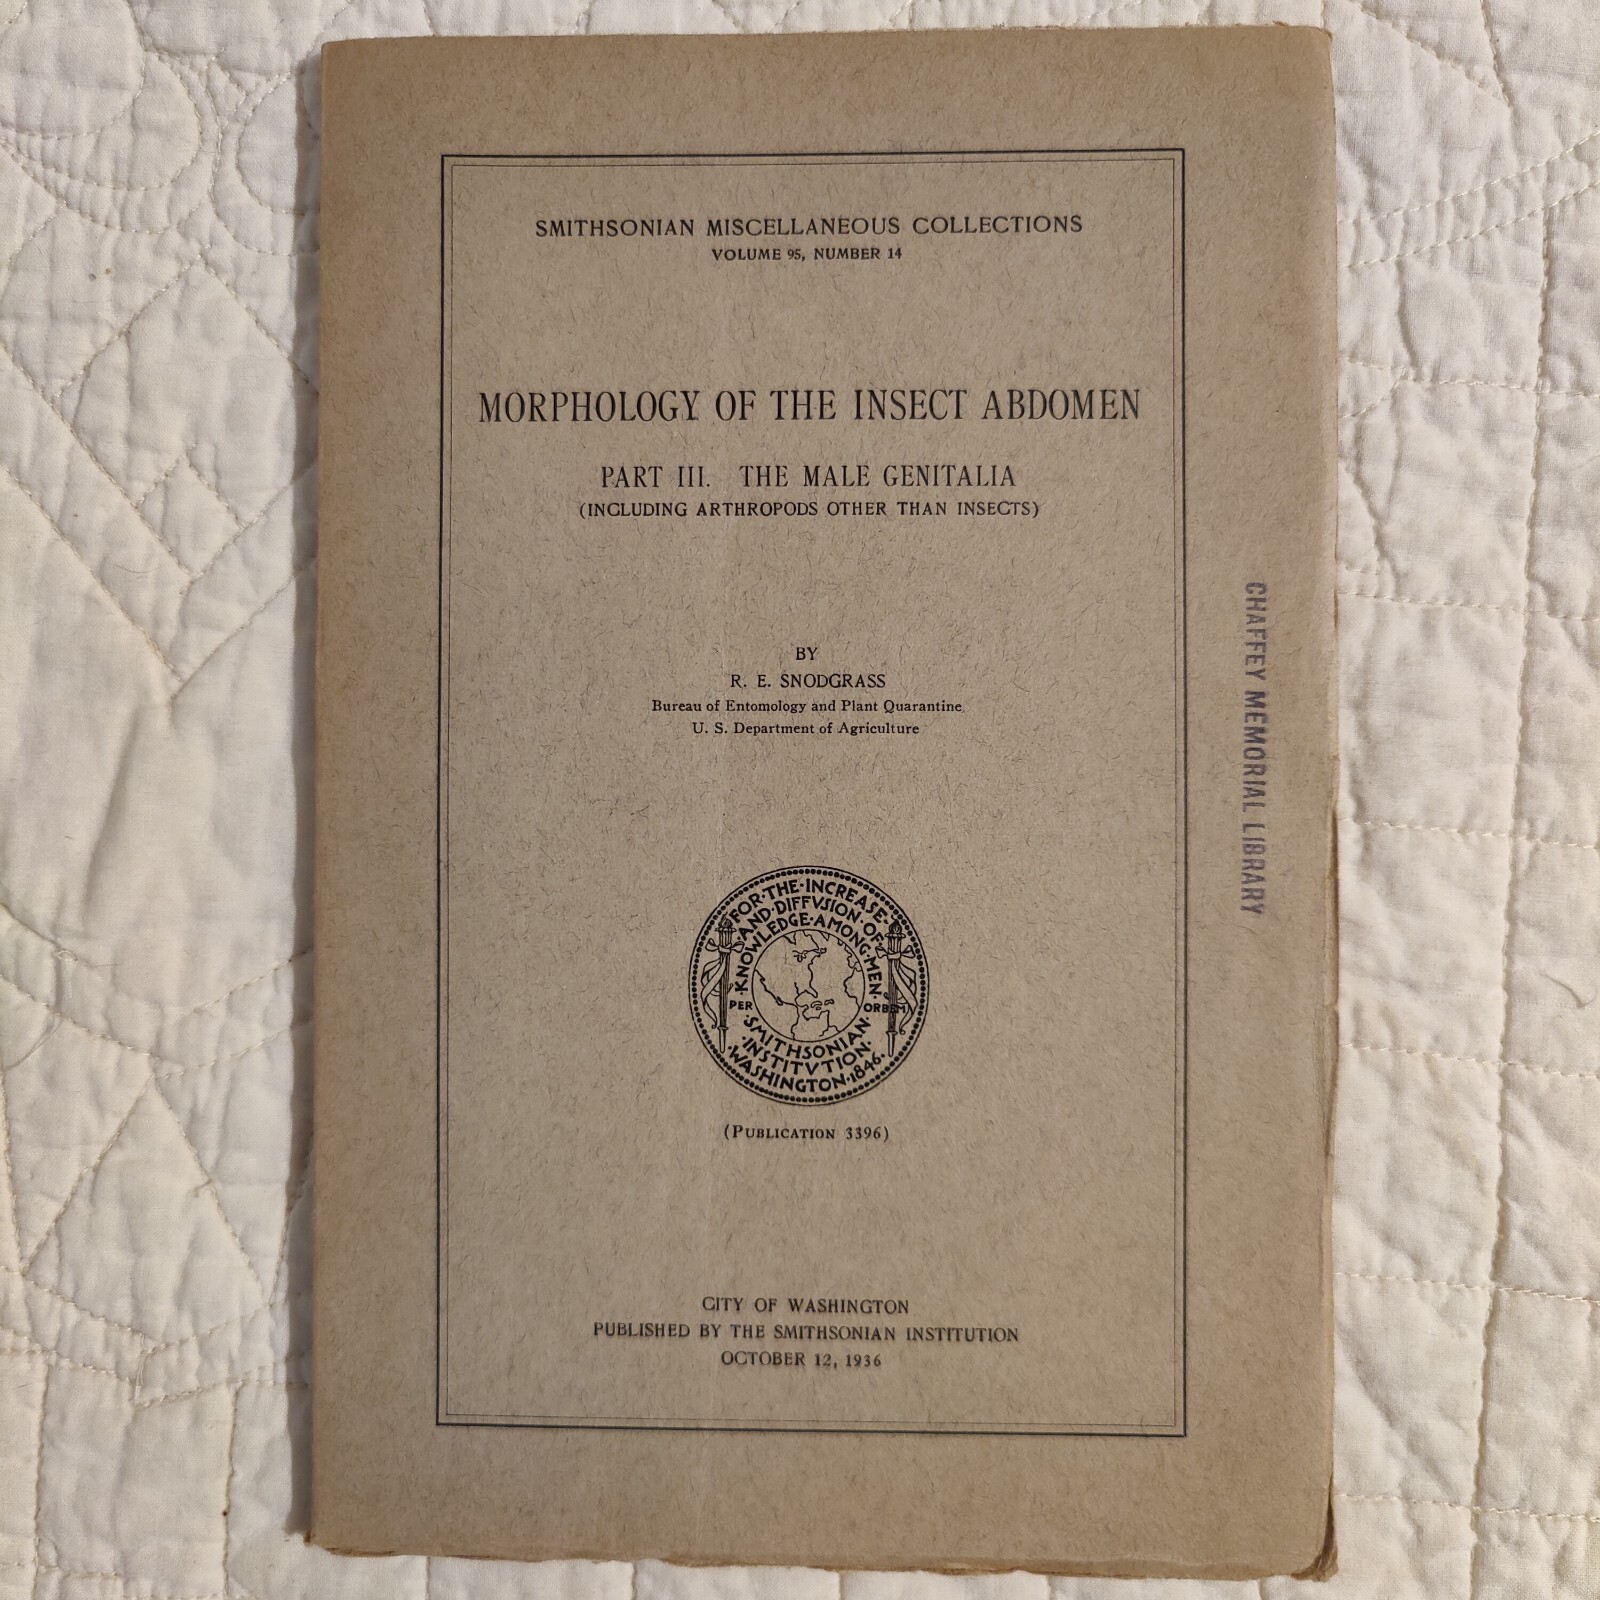 SMITHSONIAN MISCELLANEOUS COLLECTIONS
VOLUME 95, NUMBER 14
MORPHOLOGY OF THE INSECT ABDOMEN
PART III. THE MALE GENITALIA
(INCLUDING ARTHROPODS OTHER THAN INSECTS)
BY
R. E. SNODGRASS
Bureau of Entomology and Plant Quarantine
U. S. Department of Agriculture
FOR·THE·INCREASE·
AND·DIFFVSION·OF
·KNOWLEDGE·AMONG·MEN·
PER ORBEM
·SMITHSONIAN·
·INSTITVTION·
·WASHINGTON·1846·
(PUBLICATION 3396)
CITY OF WASHINGTON
PUBLISHED BY THE SMITHSONIAN INSTITUTION
OCTOBER 12, 1936
CHAFFEY MEMORIAL LIBRARY